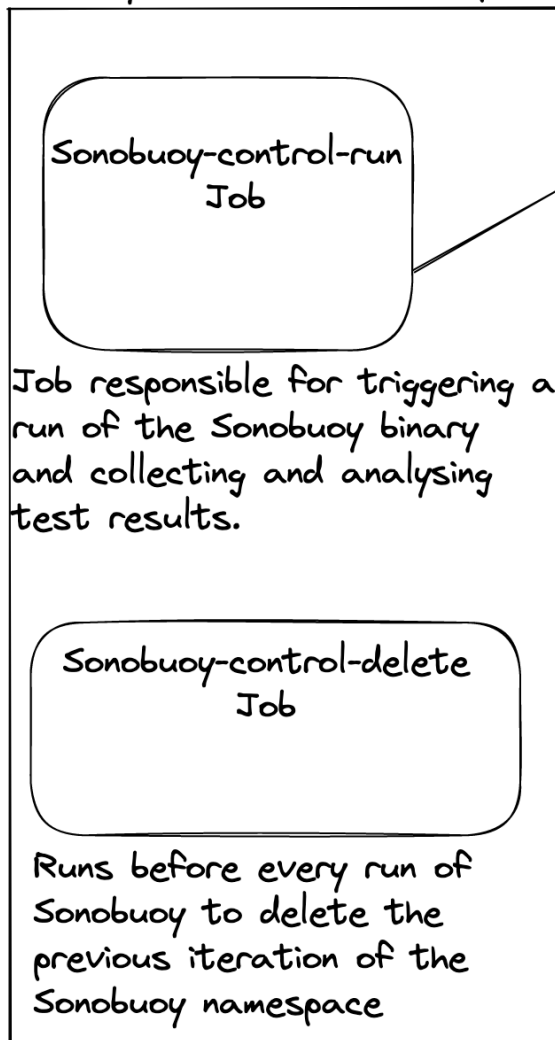 Sonobuoy-control-run
Job
Job responsible for triggering a
run of the Sonobuoy binary
and collecting and analysing
test results.
Sonobuoy-control-delete
Job
Runs before every run of
Sonobuoy to delete the
previous iteration of the
Sonobuoy namespace